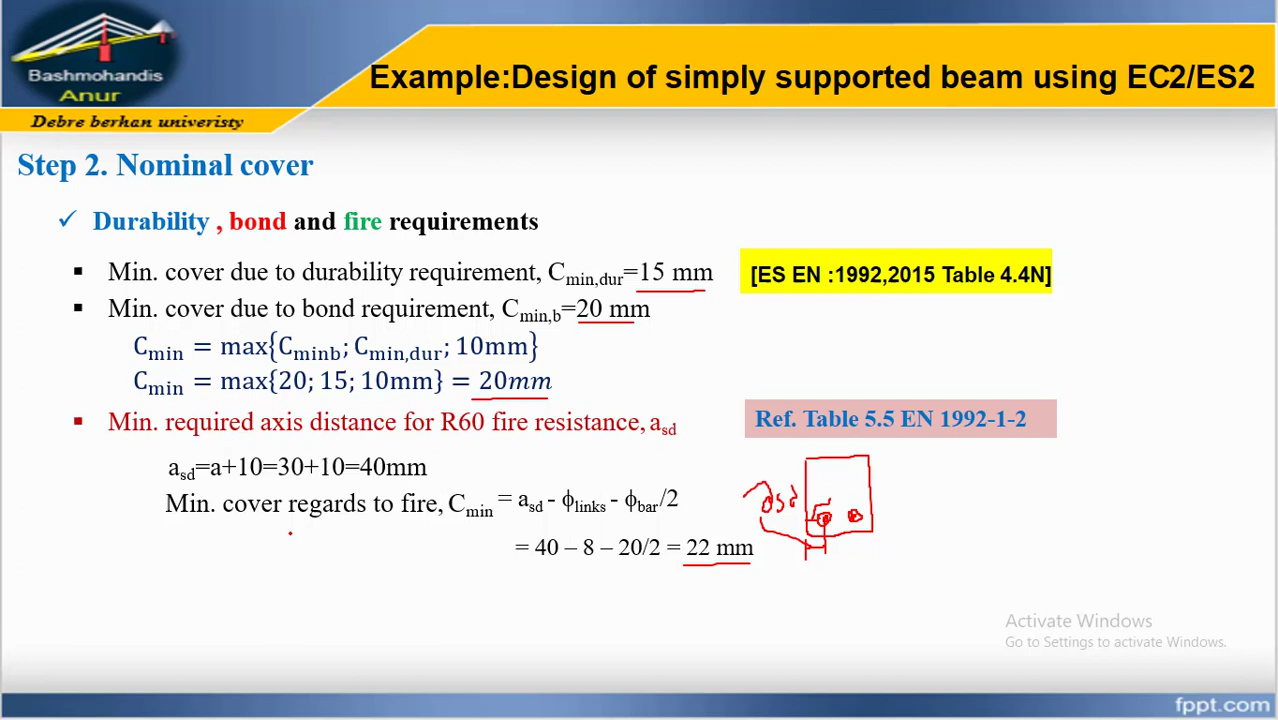 Bashmohandis
Anur
Debre berhan univeristy
Example:Design of simply supported beam using EC2/ES2
Step 2. Nominal cover
✓ Durability , bond and fire requirements
▪ Min. cover due to durability requirement, Cmin,dur=15 mm
[ES EN :1992,2015 Table 4.4N]
▪ Min. cover due to bond requirement, Cmin,b=20 mm
Cmin = max{Cminb; Cmin,dur; 10mm}
Cmin = max{20; 15; 10mm} = 20mm
▪ Min. required axis distance for R60 fire resistance, asd
Ref. Table 5.5 EN 1992-1-2
asd=a+10=30+10=40mm
Min. cover regards to fire, Cmin = asd - ϕlinks - ϕbar/2
asd
= 40 – 8 – 20/2 = 22 mm
Activate Windows
Go to Settings to activate Windows.
fppt.com